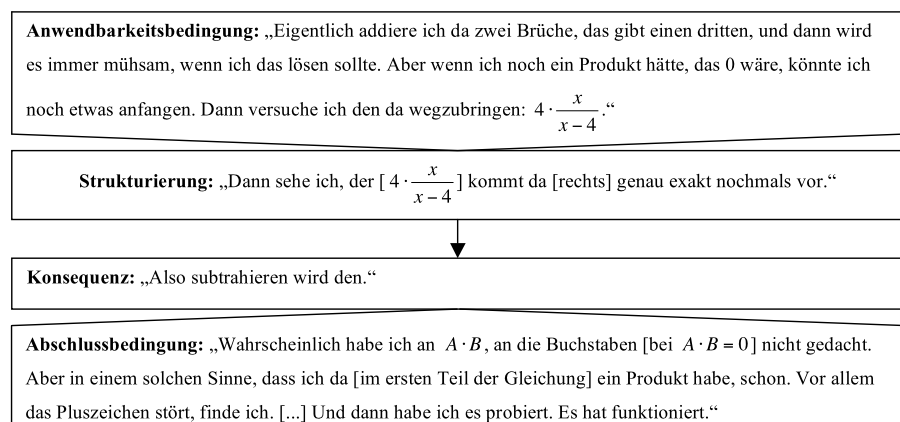 Anwendbarkeitsbedingung: „Eigentlich addiere ich da zwei Brüche, das gibt einen dritten, und dann wird
es immer mühsam, wenn ich das lösen sollte. Aber wenn ich noch ein Produkt hätte, das 0 wäre, könnte ich
noch etwas anfangen. Dann versuche ich den da wegzubringen: 4 · x/(x − 4).“
Strukturierung: „Dann sehe ich, der [ 4 · x/(x − 4) ] kommt da [rechts] genau exakt nochmals vor.“
Konsequenz: „Also subtrahieren wird den.“
Abschlussbedingung: „Wahrscheinlich habe ich an A · B, an die Buchstaben [bei A · B = 0] nicht gedacht.
Aber in einem solchen Sinne, dass ich da [im ersten Teil der Gleichung] ein Produkt habe, schon. Vor allem
das Pluszeichen stört, finde ich. [...] Und dann habe ich es probiert. Es hat funktioniert.“